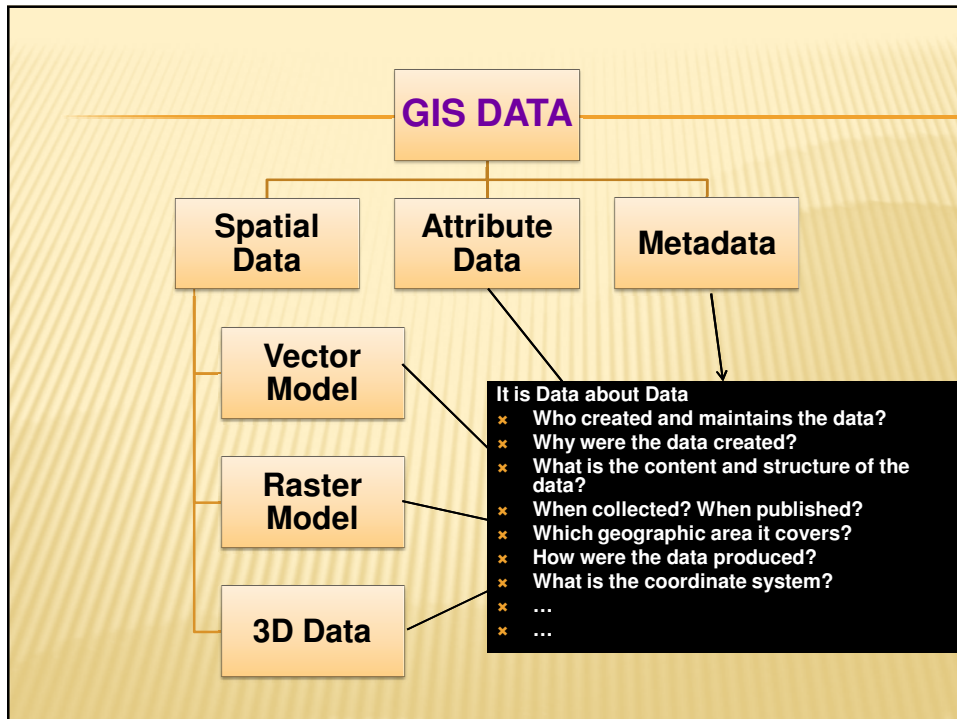 GIS DATA
Spatial
Data
Attribute
Data
Metadata
Vector
Model
Raster
Model
3D Data
It is Data about Data
× Who created and maintains the data?
× Why were the data created?
× What is the content and structure of the
data?
× When collected? When published?
× Which geographic area it covers?
× How were the data produced?
× What is the coordinate system?
× …
× …